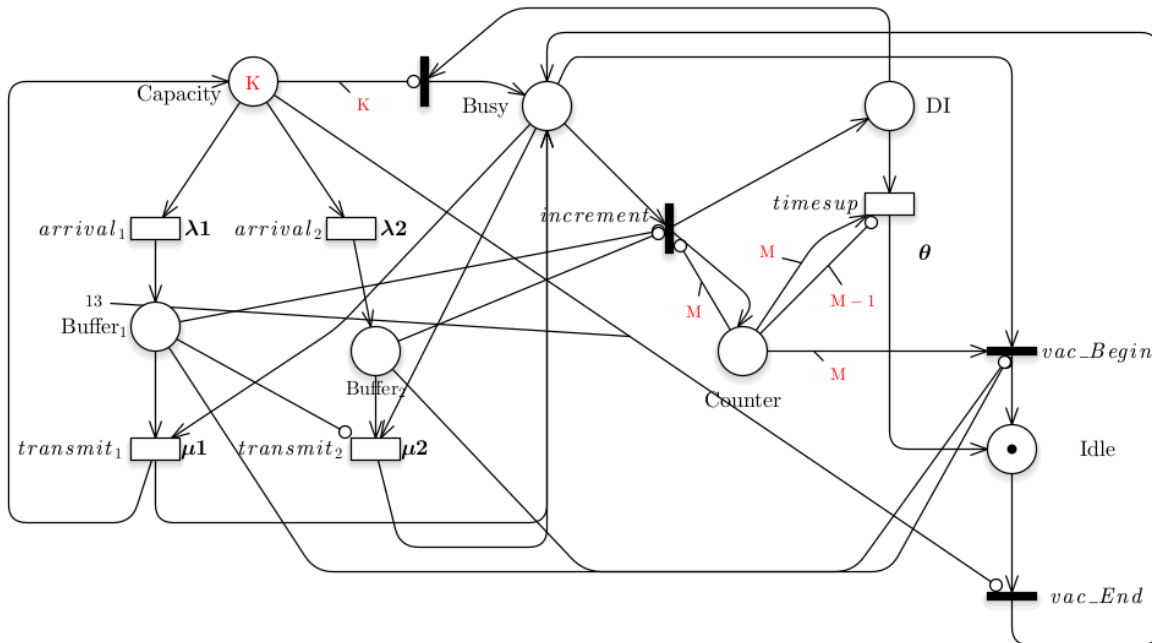 K
Capacity
K
Busy
DI
arrival₁ λ1
arrival₂ λ2
increment
timesup
θ
M
M
M − 1
13
Buffer₁
Buffer₂
M
vac_Begin
Counter
transmit₁ μ1
transmit₂ μ2
Idle
vac_End